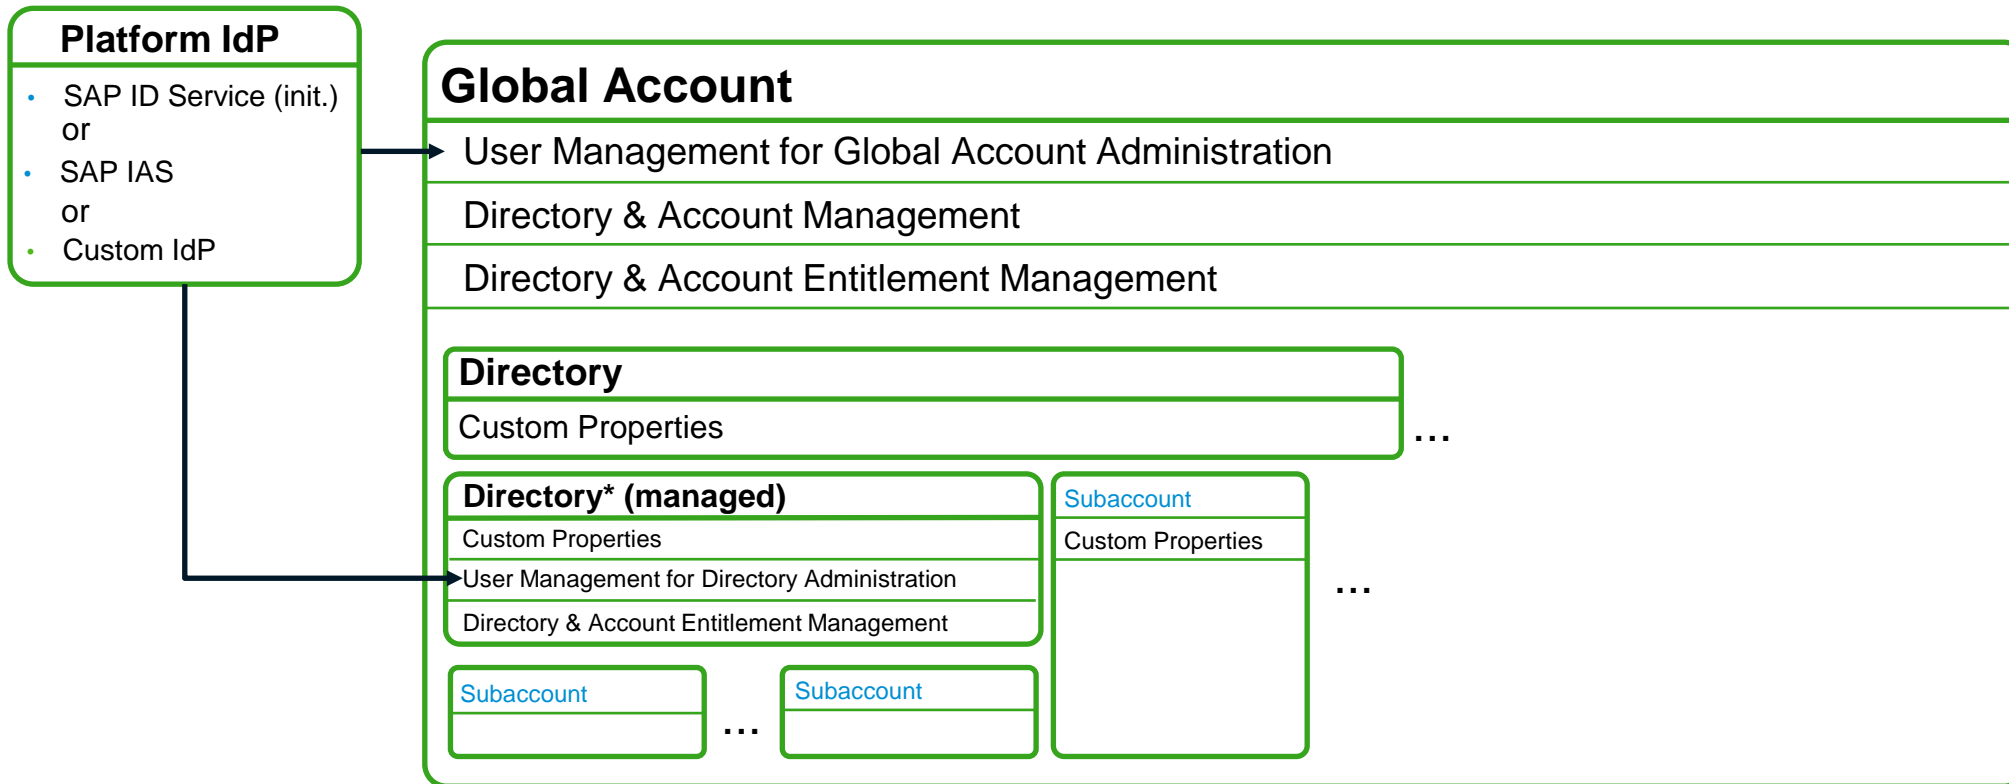 Platform IdP
• SAP ID Service (init.)
or
• SAP IAS
or
• Custom IdP
Global Account
User Management for Global Account Administration
Directory & Account Management
Directory & Account Entitlement Management
Directory
Custom Properties
...
Directory* (managed)
Custom Properties
User Management for Directory Administration
Directory & Account Entitlement Management
Subaccount
Custom Properties
...
Subaccount
...
Subaccount